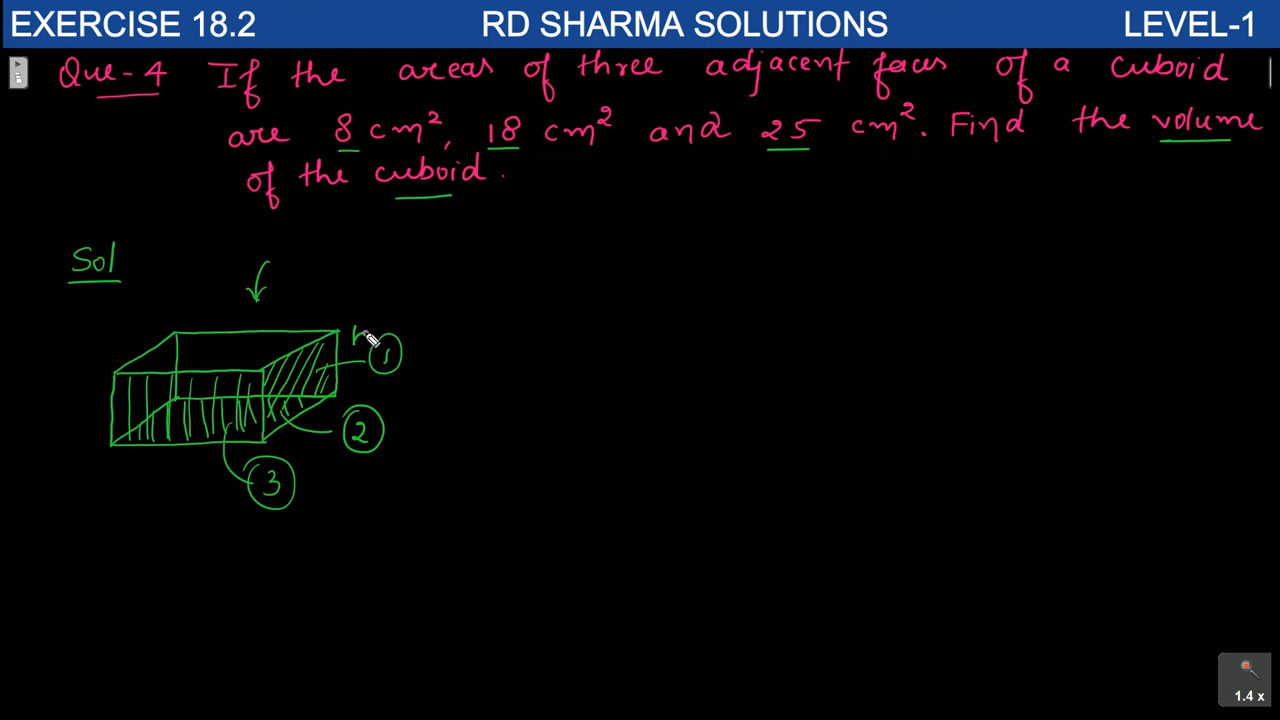 EXERCISE 18.2 RD SHARMA SOLUTIONS LEVEL-1
Que-4 If the areas of three adjacent faces of a cuboid
are 8 cm², 18 cm² and 25 cm². Find the volume
of the cuboid.
Sol
1
2
3
1.4 x